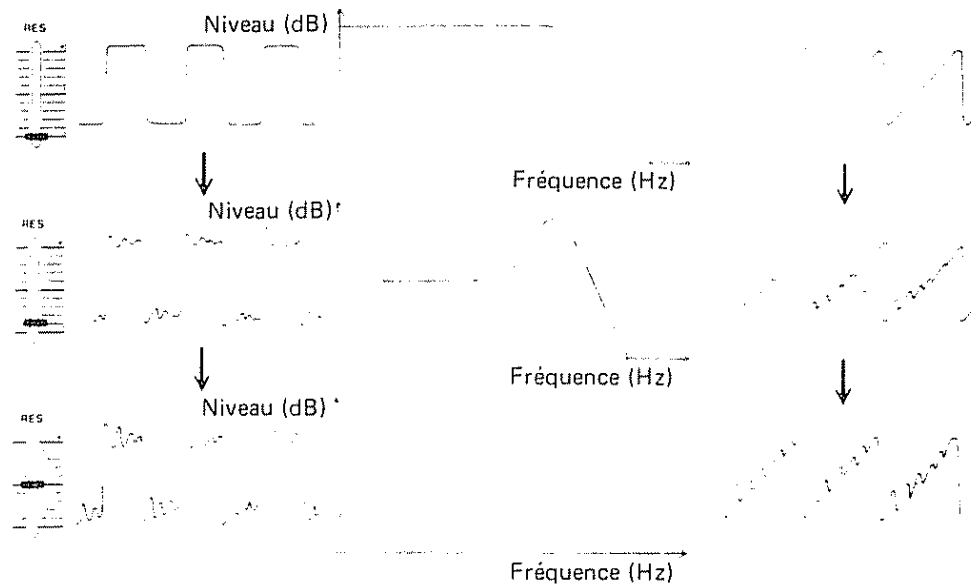 Niveau (dB)
RES
Fréquence (Hz)
Niveau (dB)
RES
Fréquence (Hz)
Niveau (dB)
RES
Fréquence (Hz)